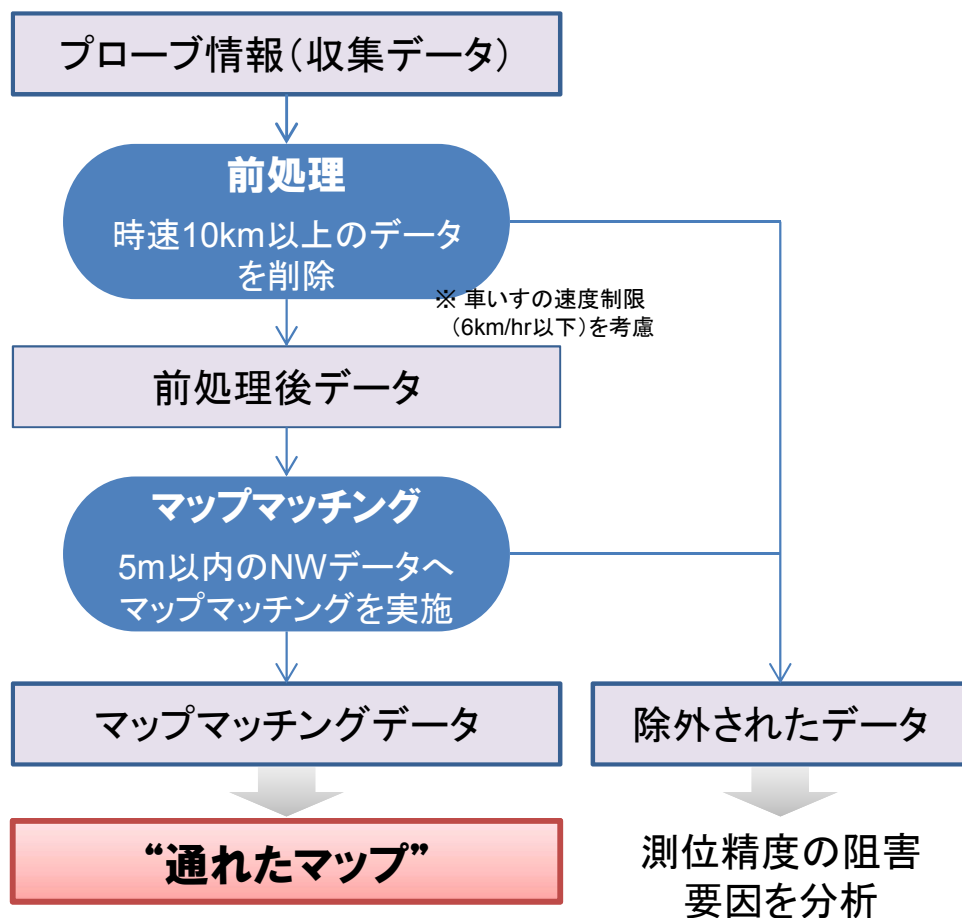 プローブ情報（収集データ）
前処理
時速10km以上のデータ
を削除
※ 車いすの速度制限
（6km/hr以下）を考慮
前処理後データ
マップマッチング
5m以内のNWデータへ
マップマッチングを実施
マップマッチングデータ
除外されたデータ
“通れたマップ”
測位精度の阻害
要因を分析